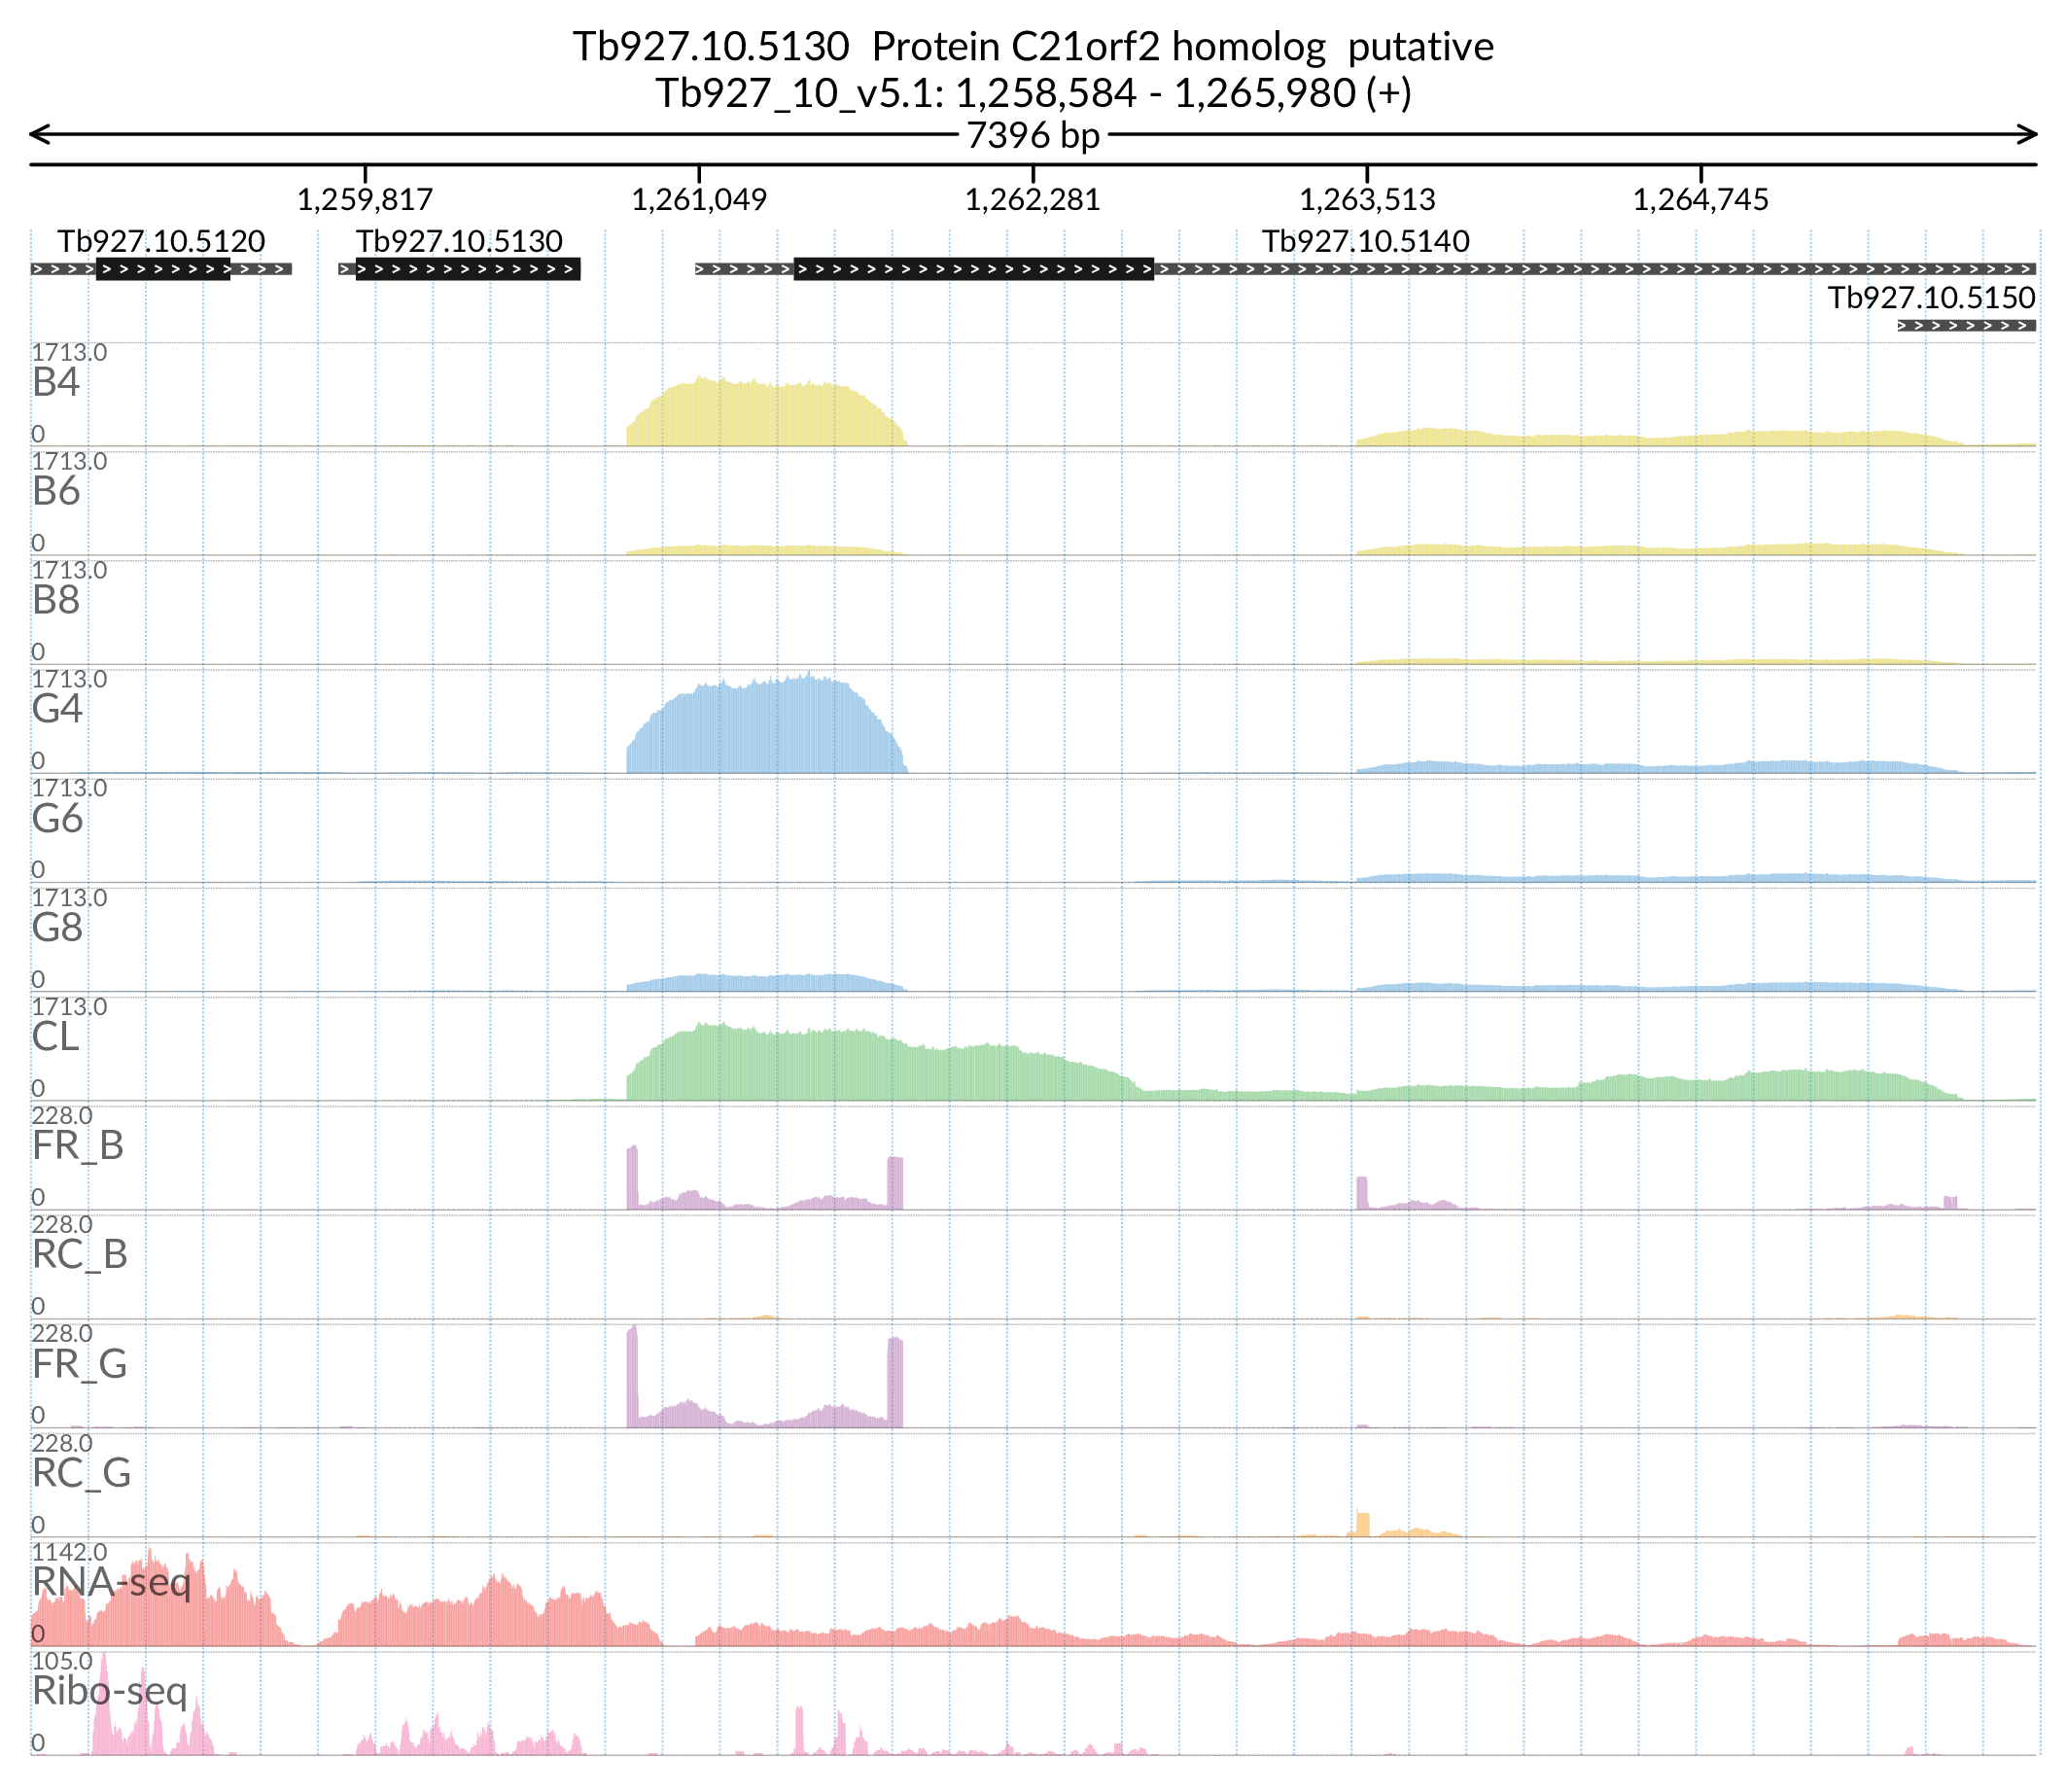 Tb927.10.5130 Protein C21orf2 homolog putative
Tb927_10_v5.1: 1,258,584 - 1,265,980 (+)
7396 bp
1,259,817 1,261,049 1,262,281 1,263,513 1,264,745
Tb927.10.5120 Tb927.10.5130 Tb927.10.5140
Tb927.10.5150
1713.0
B4
0
1713.0
B6
0
1713.0
B8
0
1713.0
G4
0
1713.0
G6
0
1713.0
G8
0
1713.0
CL
0
228.0
FR_B
0
228.0
RC_B
0
228.0
FR_G
0
228.0
RC_G
0
1142.0
RNA-seq
0
105.0
Ribo-seq
0